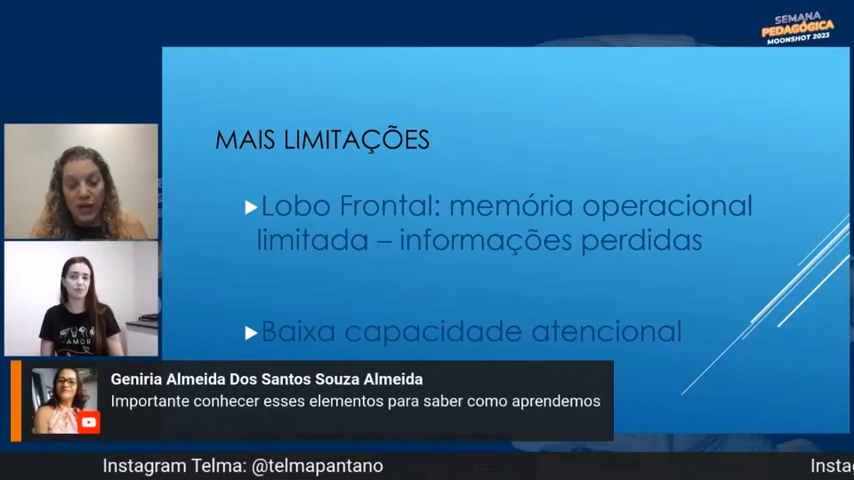 SEMANA
PEDAGÓGICA
MOONSHOT 2023
MAIS LIMITAÇÕES
Lobo Frontal: memória operacional
limitada – informações perdidas
Baixa capacidade atencional
AMOR
Geniria Almeida Dos Santos Souza Almeida
Importante conhecer esses elementos para saber como aprendemos
Instagram Telma: @telmapantano
Insta